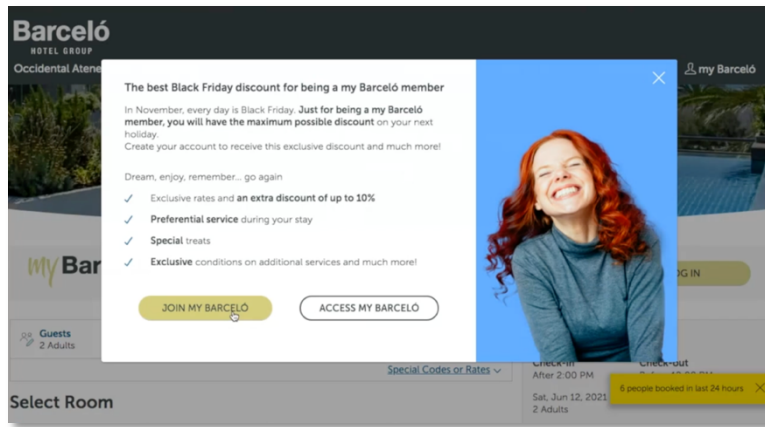 Barceló
HOTEL GROUP
Occidental Atene
my Barceló
The best Black Friday discount for being a my Barceló member
In November, every day is Black Friday. Just for being a my Barceló
member, you will have the maximum possible discount on your next
holiday.
Create your account to receive this exclusive discount and much more!
Dream, enjoy, remember... go again
Exclusive rates and an extra discount of up to 10%
Preferential service during your stay
Special treats
Exclusive conditions on additional services and much more!
JOIN MY BARCELÓ
ACCESS MY BARCELÓ
my Bar
OG IN
Guests
2 Adults
Special Codes or Rates
Select Room
Check-in
Check-out
After 2:00 PM
Sat, Jun 12, 2021
2 Adults
6 people booked in last 24 hours